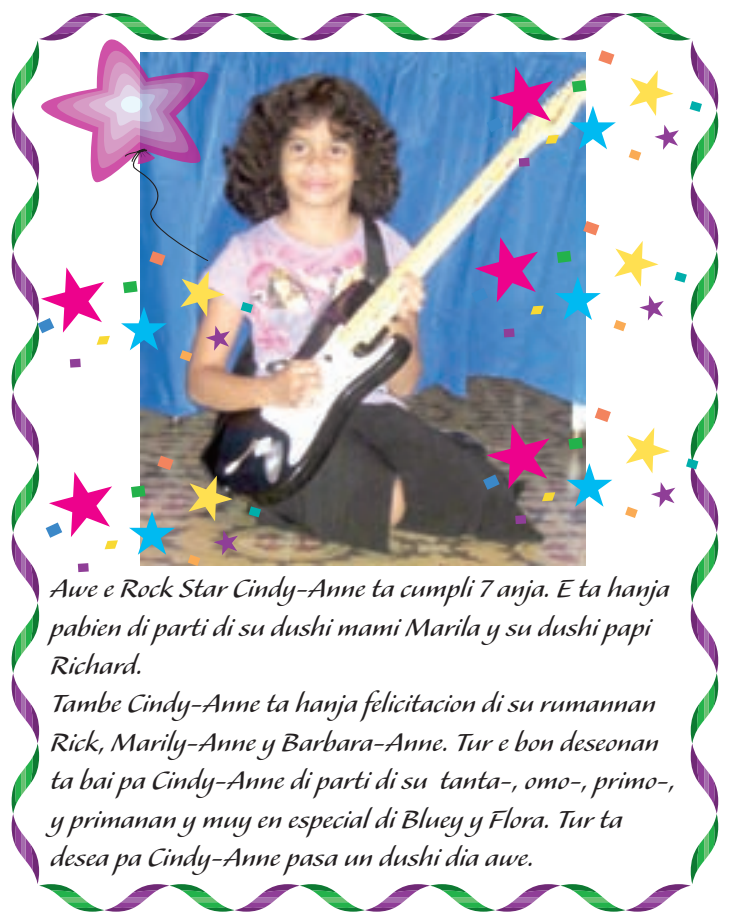 Awe e Rock Star Cindy-Anne ta cumpli 7 anja. E ta hanja
pabien di parti di su dushi mami Marila y su dushi papi
Richard.
Tambe Cindy-Anne ta hanja felicitacion di su rumannan
Rick, Marily-Anne y Barbara-Anne. Tur e bon deseonan
ta bai pa Cindy-Anne di parti di su tanta-, omo-, primo-,
y primanan y muy en especial di Bluey y Flora. Tur ta
desea pa Cindy-Anne pasa un dushi dia awe.